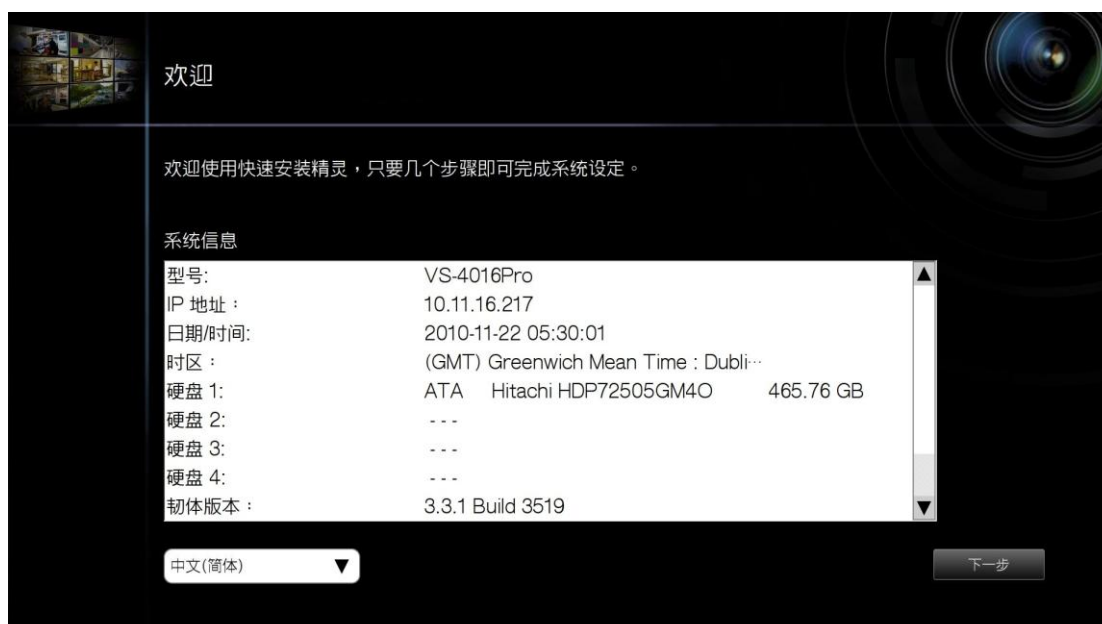 欢迎
欢迎使用快速安装精灵，只要几个步骤即可完成系统设定。
系统信息
型号: VS-4016Pro
IP 地址： 10.11.16.217
日期/时间: 2010-11-22 05:30:01
时区： (GMT) Greenwich Mean Time : Dubli…
硬盘 1: ATA Hitachi HDP72505GM4O 465.76 GB
硬盘 2: - - -
硬盘 3: - - -
硬盘 4: - - -
韧体版本： 3.3.1 Build 3519
中文(简体) ▼
下一步